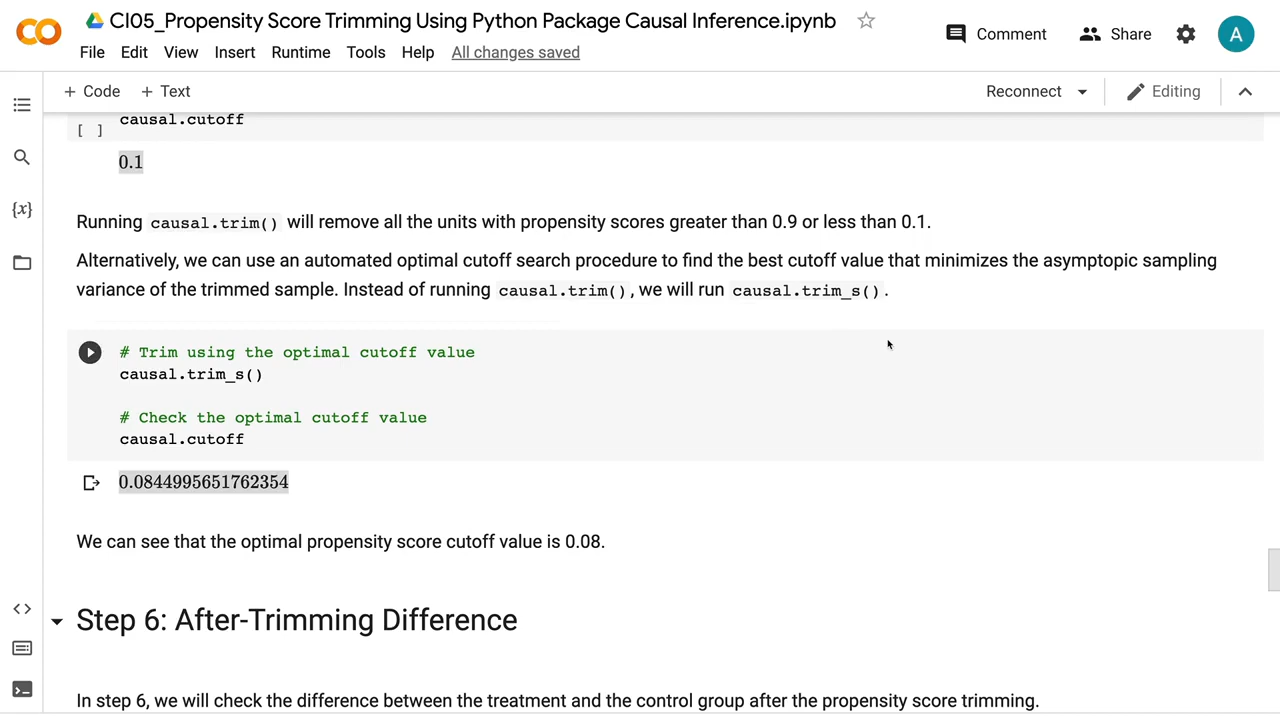 CI05_Propensity Score Trimming Using Python Package Causal Inference.ipynb
Comment
Share
A
File Edit View Insert Runtime Tools Help All changes saved
+ Code + Text
Reconnect
Editing
{x}
[ ]
causal.cutoff
0.1
Running causal.trim() will remove all the units with propensity scores greater than 0.9 or less than 0.1.
Alternatively, we can use an automated optimal cutoff search procedure to find the best cutoff value that minimizes the asymptopic sampling
variance of the trimmed sample. Instead of running causal.trim(), we will run causal.trim_s().
# Trim using the optimal cutoff value
causal.trim_s()
# Check the optimal cutoff value
causal.cutoff
0.0844995651762354
We can see that the optimal propensity score cutoff value is 0.08.
Step 6: After-Trimming Difference
In step 6, we will check the difference between the treatment and the control group after the propensity score trimming.